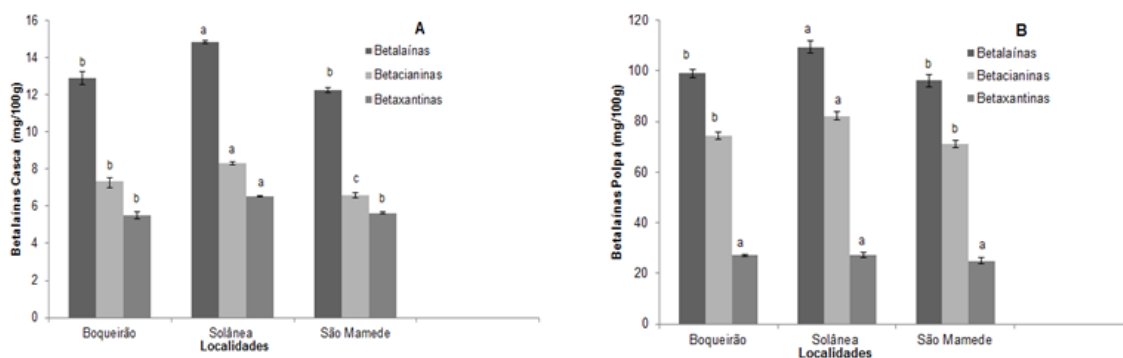 Betalaínas Casca (mg/100g)
16
14
12
10
8
6
4
2
0
A
Betalaínas
Betacianinas
Betaxantinas
b
b
b
a
a
a
b
c
b
Boqueirão
Solânea
São Mamede
Localidades
Betalaínas Polpa (mg/100g)
120
100
80
60
40
20
0
B
Betalaínas
Betacianinas
Betaxantinas
b
b
a
a
a
a
b
b
a
Boqueirão
Solânea
São Mamede
Localidades